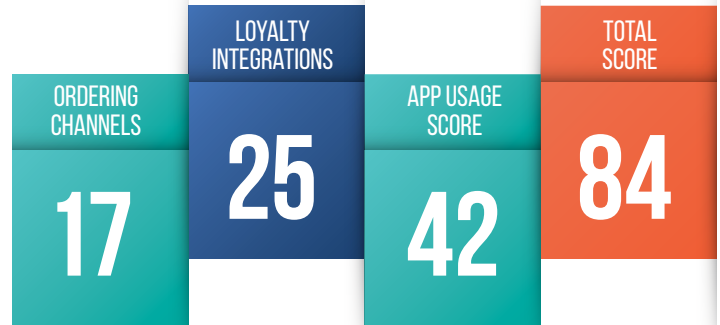 ORDERING
CHANNELS
17
LOYALTY
INTEGRATIONS
25
APP USAGE
SCORE
42
TOTAL
SCORE
84